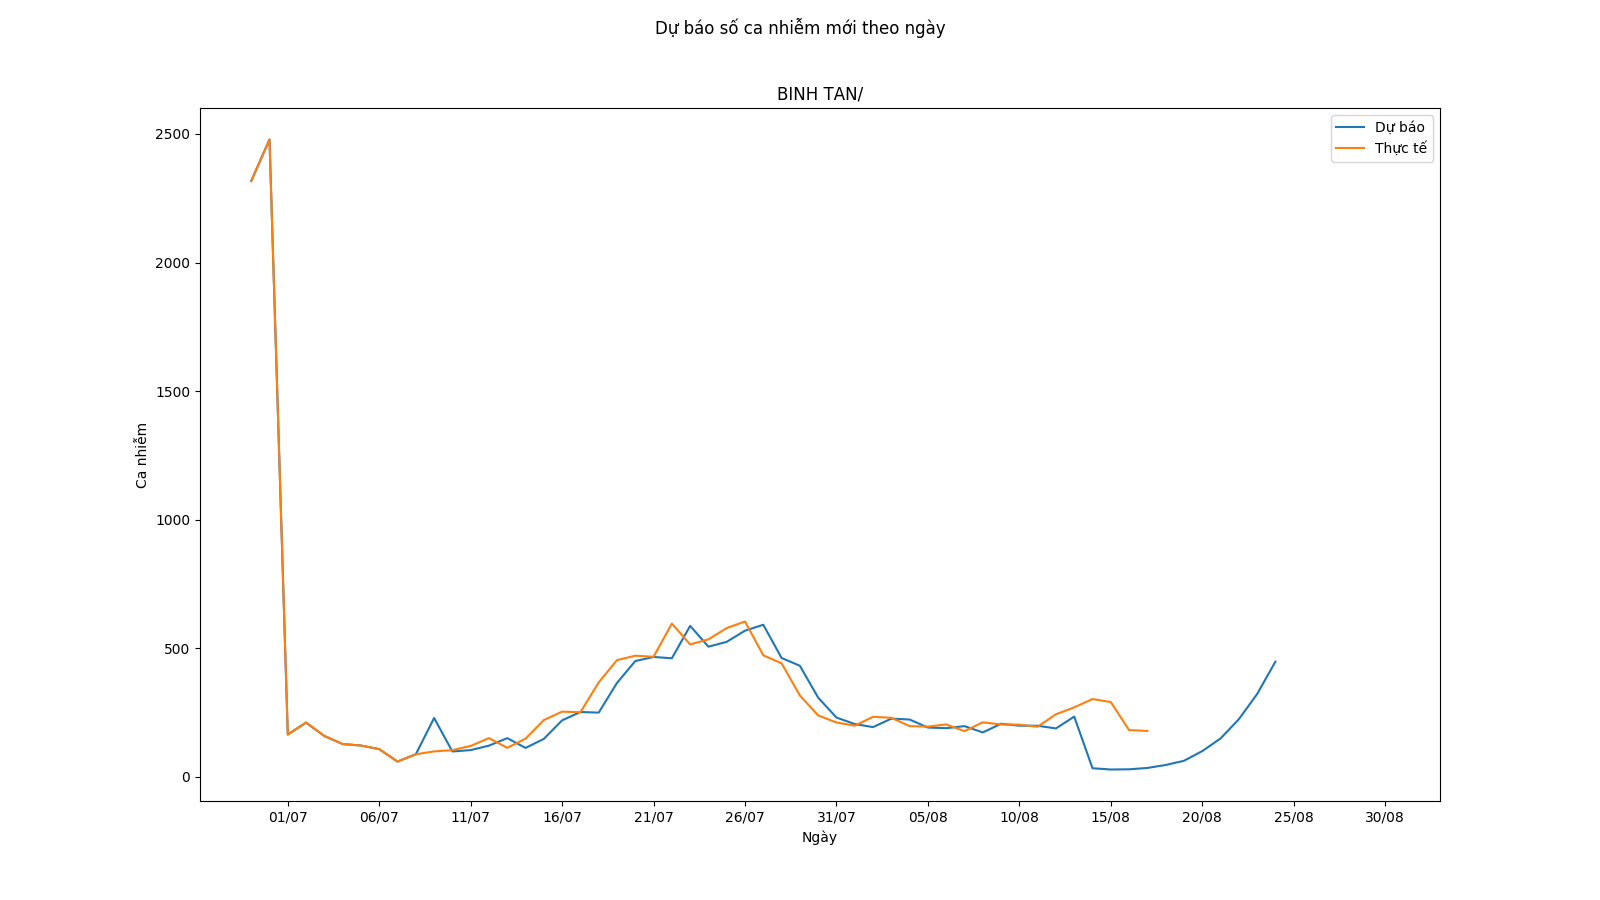 Dự báo số ca nhiễm mới theo ngày
BINH TAN/
Dự báo
Thực tế
2500
2000
1500
1000
500
0
Ca nhiễm
01/07 06/07 11/07 16/07 21/07 26/07 31/07 05/08 10/08 15/08 20/08 25/08 30/08
Ngày